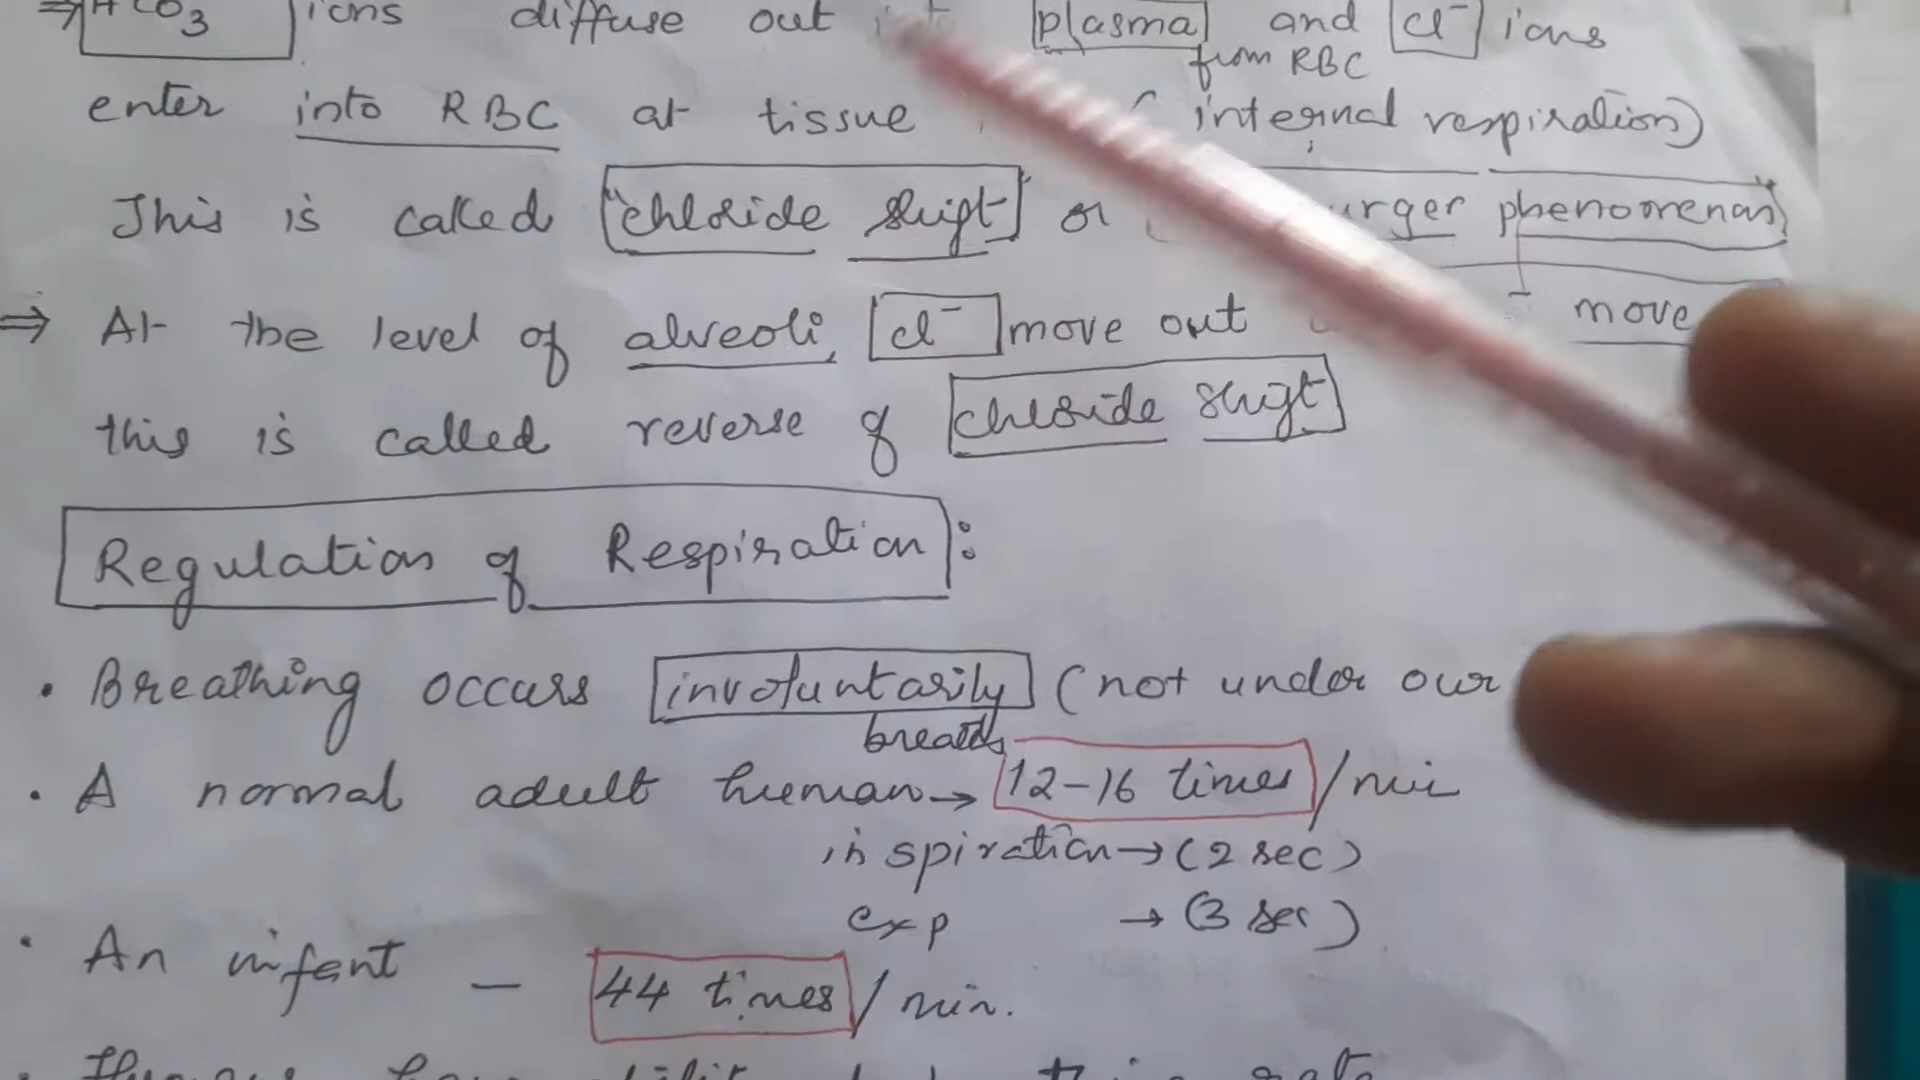 ⇒ HCO3 ions diffuse out plasma and Cl⁻ ions
from RBC
enter into RBC at tissue (internal respiration)
This is called "chloride shift" or phenomenon
⇒ At the level of alveoli, Cl⁻ move out move
this is called reverse of chloride shift
Regulation of Respiration :
• Breathing occurs involuntarily (not under our
breaths
• A normal adult human → 12-16 times / min
inspiration → (2 sec)
exp → (3 sec)
• An infant – 44 times / min.
rate